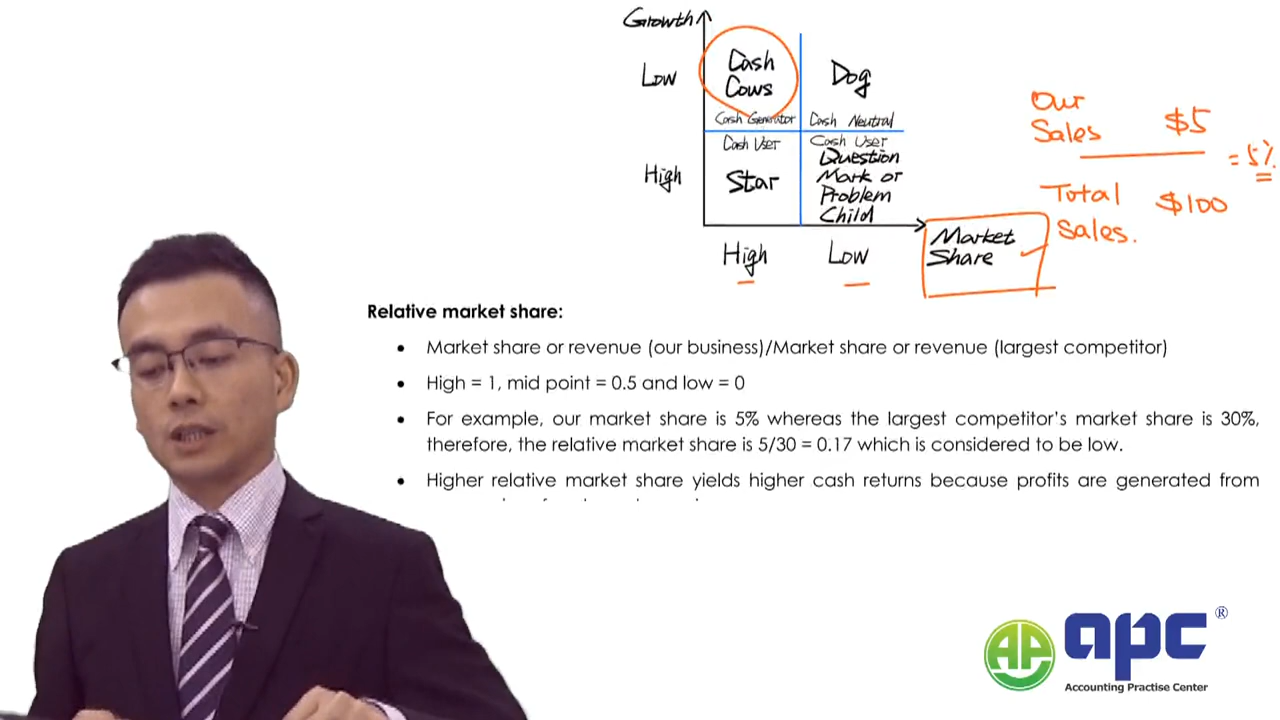 Growth
Low
Cash
Cows
Cash Generator
Dog
Cash Neutral
High
Cash User
Star
Cash User
Question
Mark or
Problem
Child
High
Low
Market
Share
Our
Sales
$5
Total
Sales.
$100
= 5%
Relative market share:
• Market share or revenue (our business)/Market share or revenue (largest competitor)
• High = 1, mid point = 0.5 and low = 0
• For example, our market share is 5% whereas the largest competitor's market share is 30%,
therefore, the relative market share is 5/30 = 0.17 which is considered to be low.
• Higher relative market share yields higher cash returns because profits are generated from
AP
apc®
Accounting Practise Center